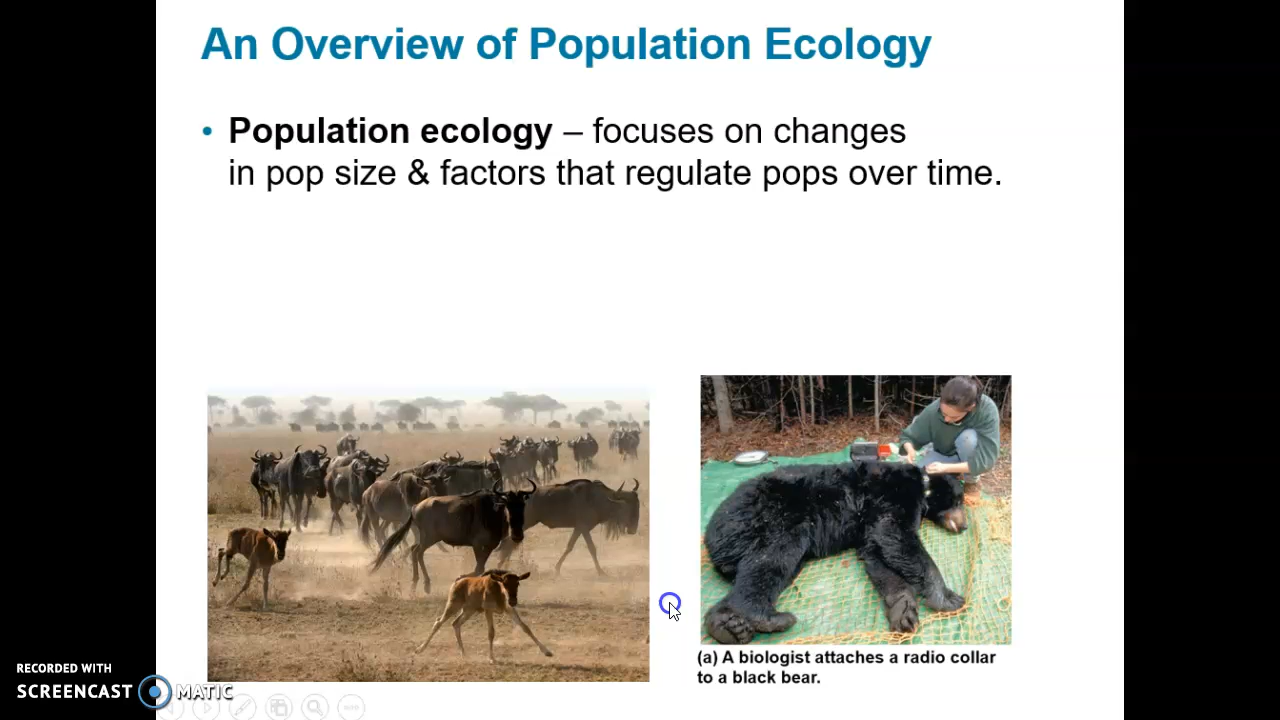 An Overview of Population Ecology
• Population ecology – focuses on changes
in pop size & factors that regulate pops over time.
(a) A biologist attaches a radio collar
to a black bear.
RECORDED WITH
SCREENCAST MATIC